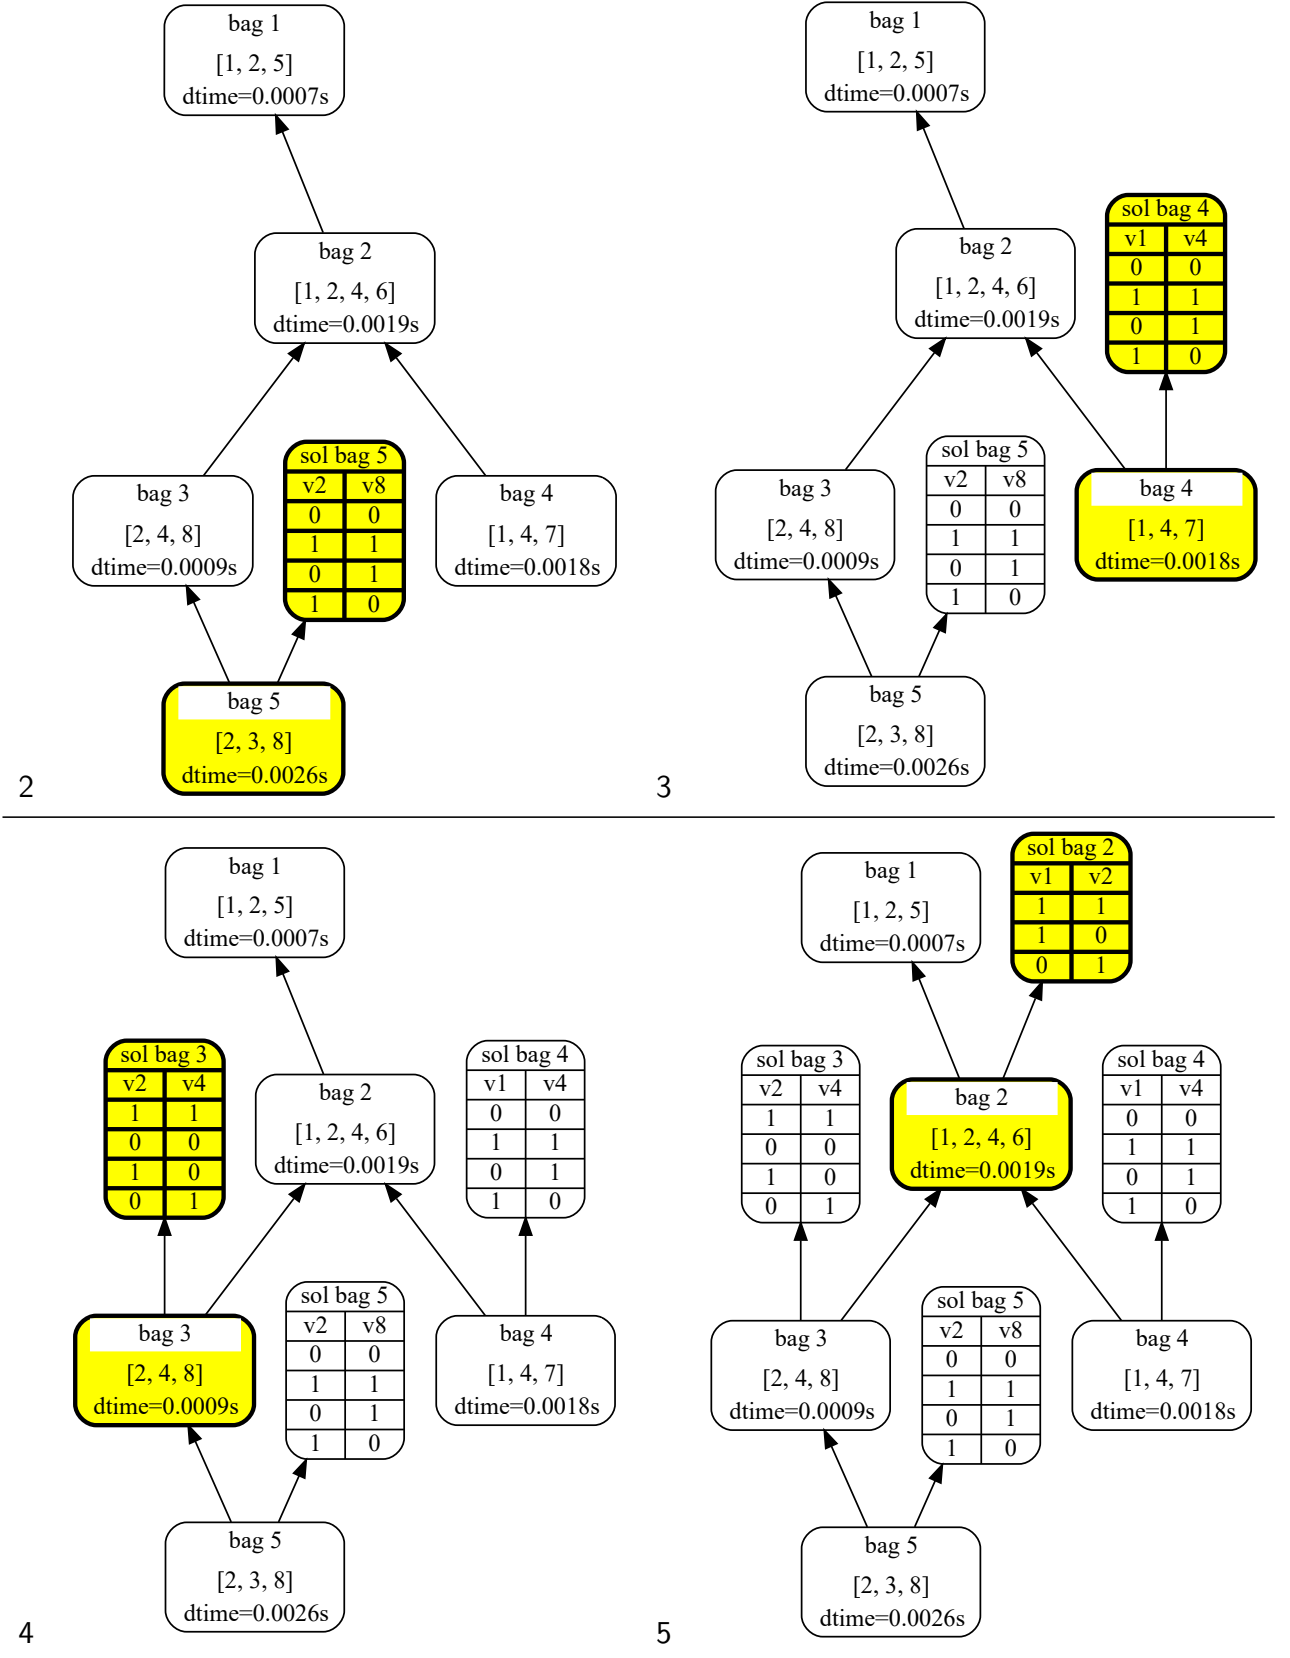 bag 1
[1, 2, 5]
dtime=0.0007s
bag 2
[1, 2, 4, 6]
dtime=0.0019s
bag 3
[2, 4, 8]
dtime=0.0009s
sol bag 5
v2 v8
0 0
1 1
0 1
1 0
bag 4
[1, 4, 7]
dtime=0.0018s
bag 5
[2, 3, 8]
dtime=0.0026s
2
bag 1
[1, 2, 5]
dtime=0.0007s
sol bag 4
v1 v4
0 0
1 1
0 1
1 0
bag 2
[1, 2, 4, 6]
dtime=0.0019s
bag 3
[2, 4, 8]
dtime=0.0009s
sol bag 5
v2 v8
0 0
1 1
0 1
1 0
bag 4
[1, 4, 7]
dtime=0.0018s
bag 5
[2, 3, 8]
dtime=0.0026s
3
bag 1
[1, 2, 5]
dtime=0.0007s
sol bag 3
v2 v4
1 1
0 0
1 0
0 1
bag 2
[1, 2, 4, 6]
dtime=0.0019s
sol bag 4
v1 v4
0 0
1 1
0 1
1 0
bag 3
[2, 4, 8]
dtime=0.0009s
sol bag 5
v2 v8
0 0
1 1
0 1
1 0
bag 4
[1, 4, 7]
dtime=0.0018s
bag 5
[2, 3, 8]
dtime=0.0026s
4
bag 1
[1, 2, 5]
dtime=0.0007s
sol bag 2
v1 v2
1 1
1 0
0 1
sol bag 3
v2 v4
1 1
0 0
1 0
0 1
bag 2
[1, 2, 4, 6]
dtime=0.0019s
sol bag 4
v1 v4
0 0
1 1
0 1
1 0
bag 3
[2, 4, 8]
dtime=0.0009s
sol bag 5
v2 v8
0 0
1 1
0 1
1 0
bag 4
[1, 4, 7]
dtime=0.0018s
bag 5
[2, 3, 8]
dtime=0.0026s
5